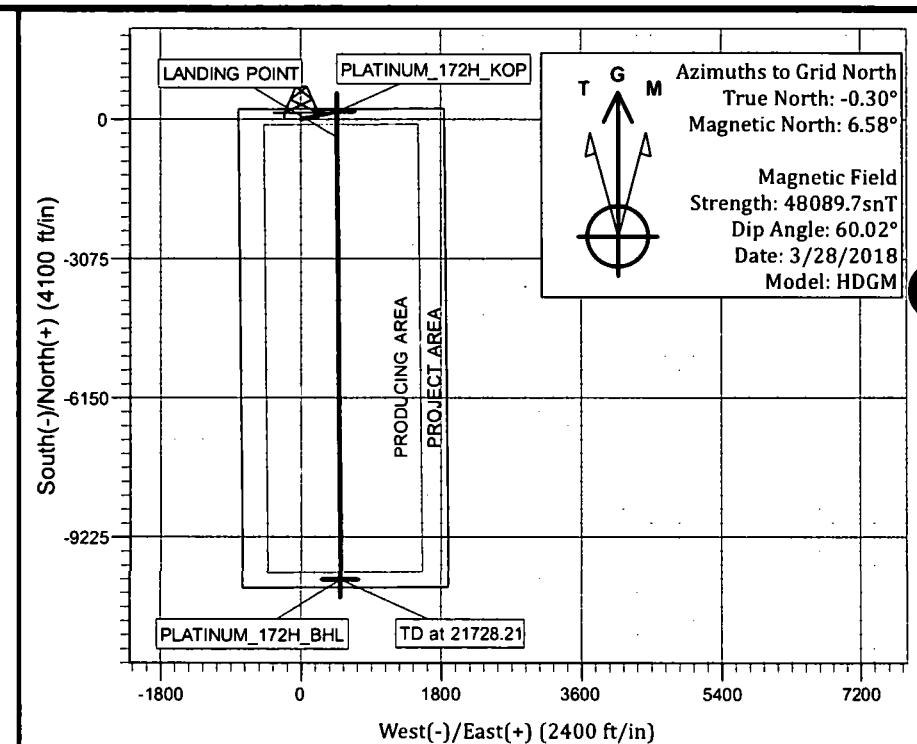 LANDING POINT
PLATINUM_172H_KOP
T G M
Azimuths to Grid North
True North: -0.30°
Magnetic North: 6.58°
Magnetic Field
Strength: 48089.7snT
Dip Angle: 60.02°
Date: 3/28/2018
Model: HDGM
South(-)/North(+) (4100 ft/in)
0
-3075
-6150
-9225
PRODUCING AREA
PROJECT AREA
PLATINUM_172H_BHL
TD at 21728.21
-1800 0 1800 3600 5400 7200
West(-)/East(+) (2400 ft/in)